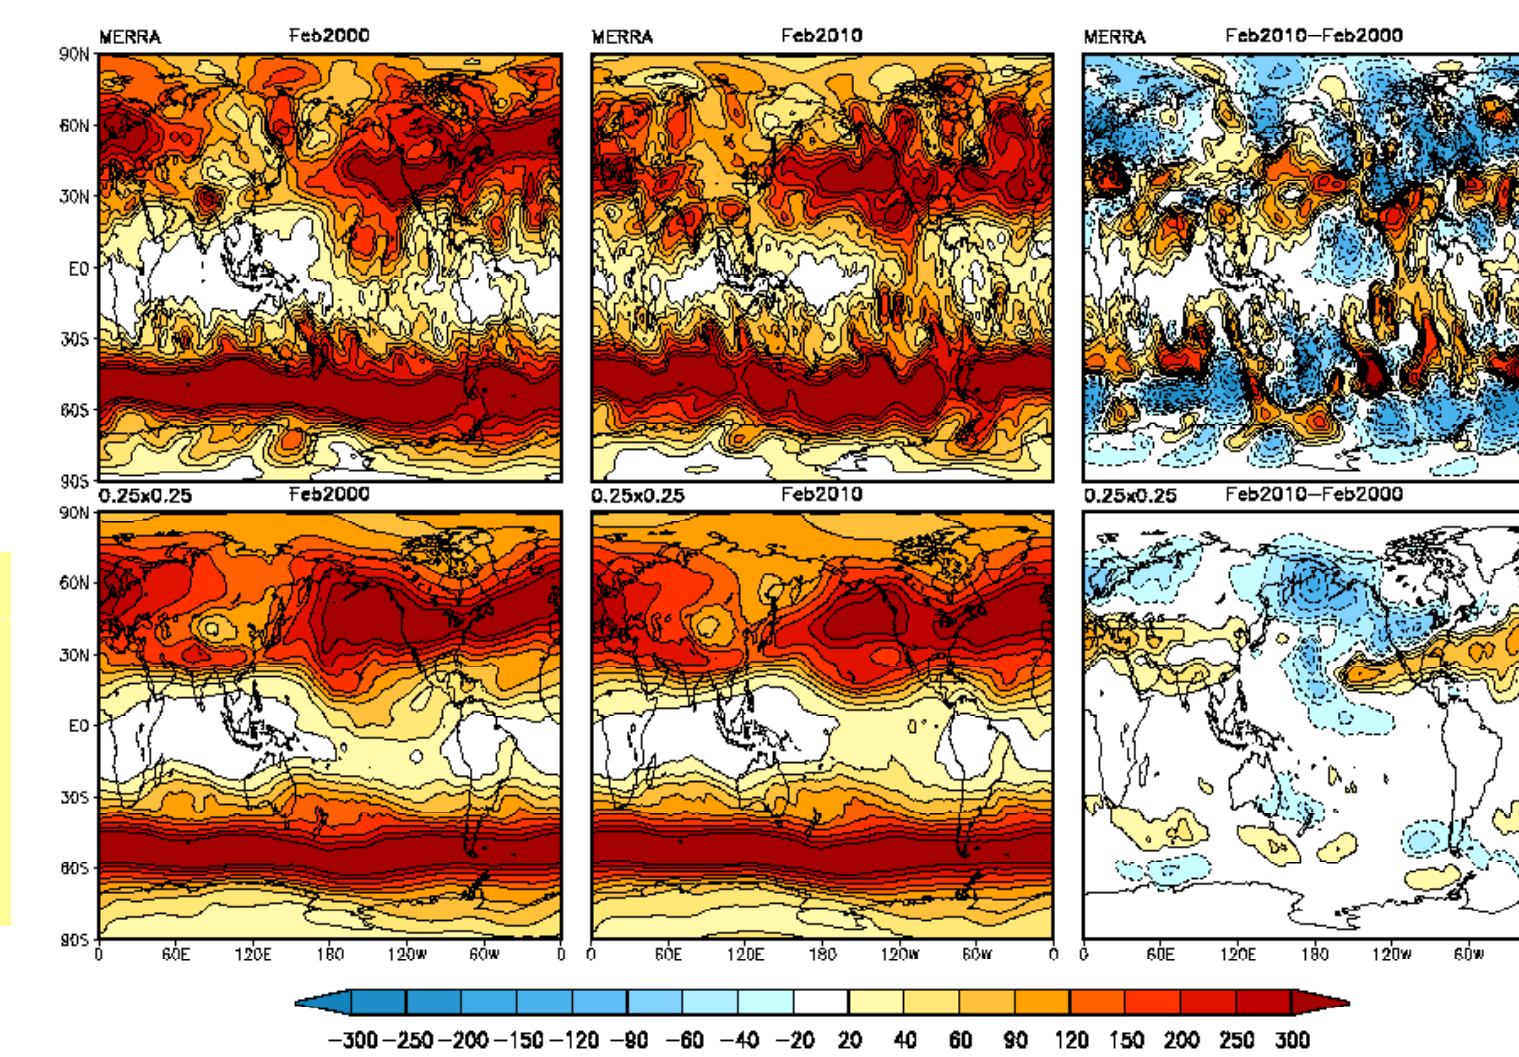 MERRA Feb2000 MERRA Feb2010 MERRA Feb2010-Feb2000
90N
60N
30N
EQ
30S
60S
90S
0.25x0.25 Feb2000 0.25x0.25 Feb2010 0.25x0.25 Feb2010-Feb2000
90N
60N
30N
EQ
30S
60S
90S
0 60E 120E 180 120W 60W 0 0 60E 120E 180 120W 60W 0 0 60E 120E 180 120W 60W
-300 -250 -200 -150 -120 -90 -60 -40 -20 20 40 60 90 120 150 200 250 300